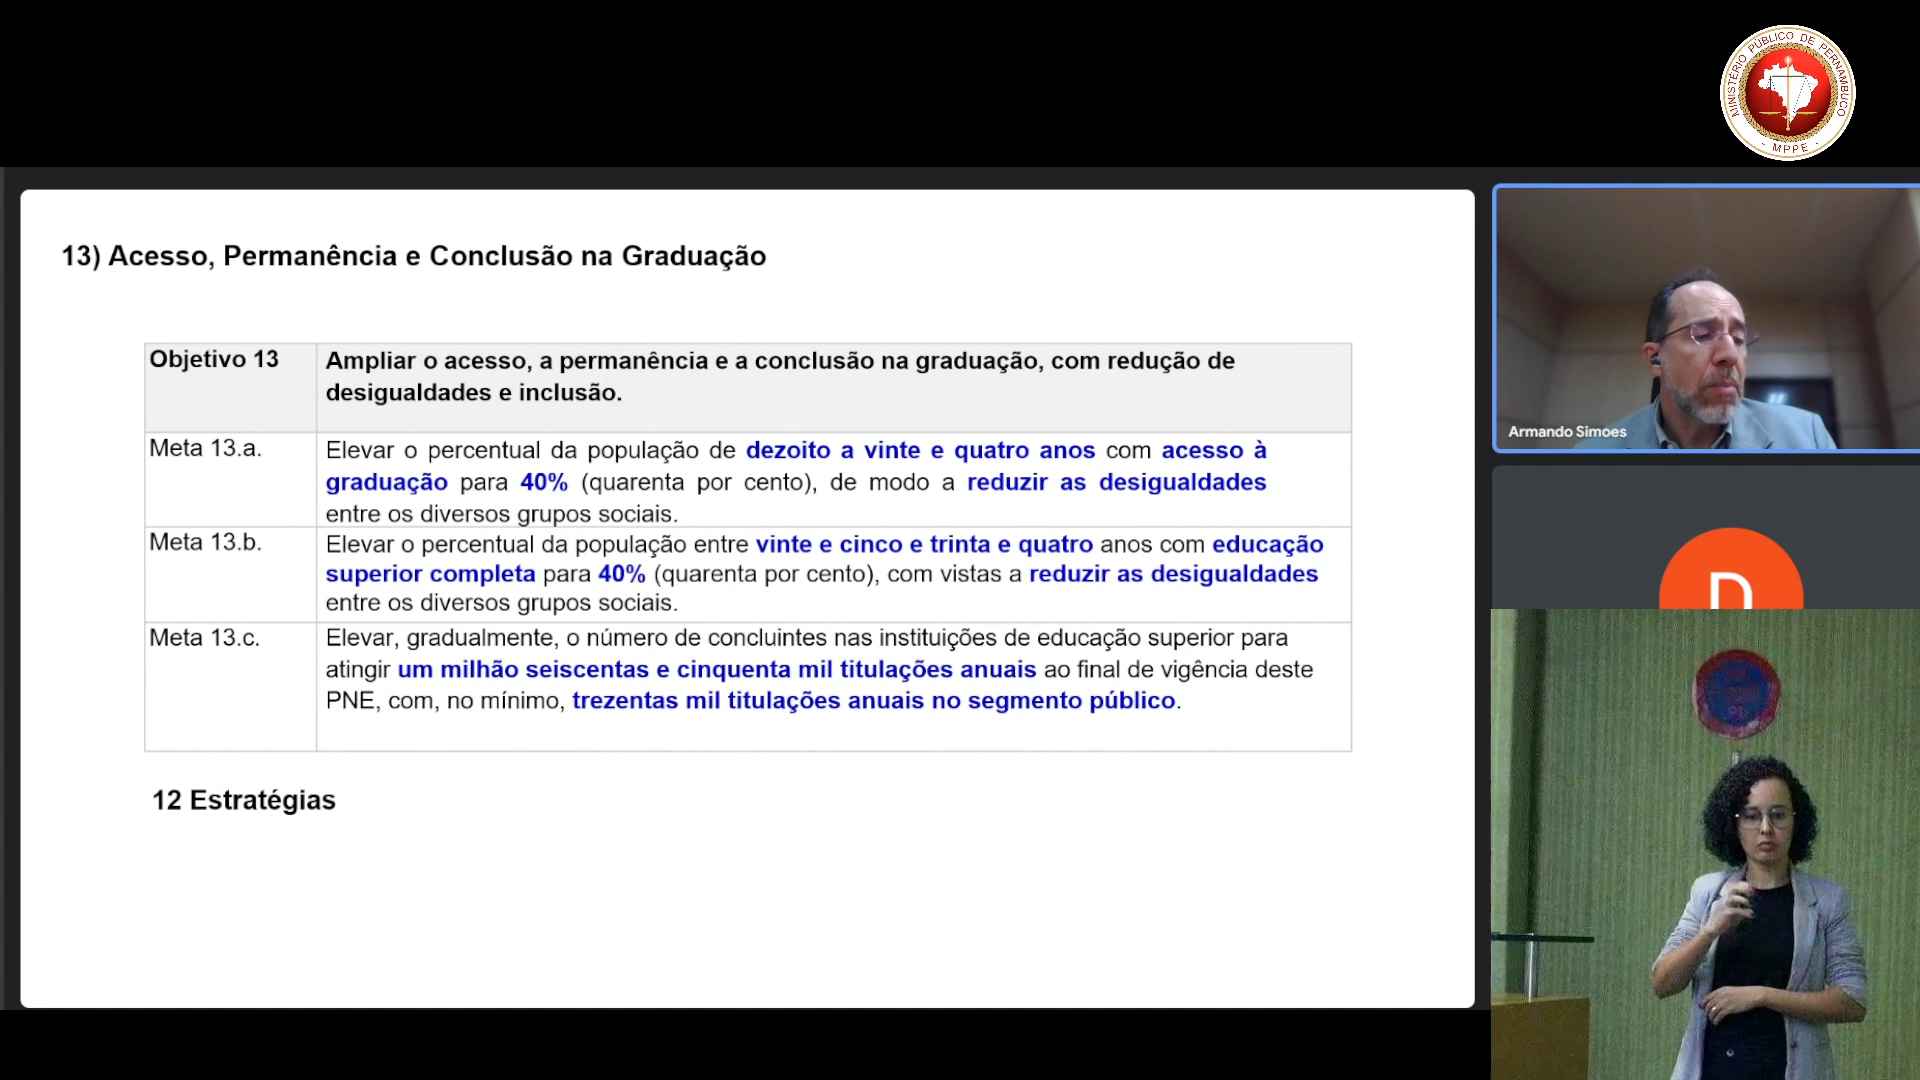 MINISTÉRIO PÚBLICO DE PERNAMBUCO
- MPPE -
13) Acesso, Permanência e Conclusão na Graduação
Objetivo 13
Ampliar o acesso, a permanência e a conclusão na graduação, com redução de
desigualdades e inclusão.
Meta 13.a.
Elevar o percentual da população de dezoito a vinte e quatro anos com acesso à
graduação para 40% (quarenta por cento), de modo a reduzir as desigualdades
entre os diversos grupos sociais.
Meta 13.b.
Elevar o percentual da população entre vinte e cinco e trinta e quatro anos com educação
superior completa para 40% (quarenta por cento), com vistas a reduzir as desigualdades
entre os diversos grupos sociais.
Meta 13.c.
Elevar, gradualmente, o número de concluintes nas instituições de educação superior para
atingir um milhão seiscentas e cinquenta mil titulações anuais ao final de vigência deste
PNE, com, no mínimo, trezentas mil titulações anuais no segmento público.
12 Estratégias
Armando Simoes
D